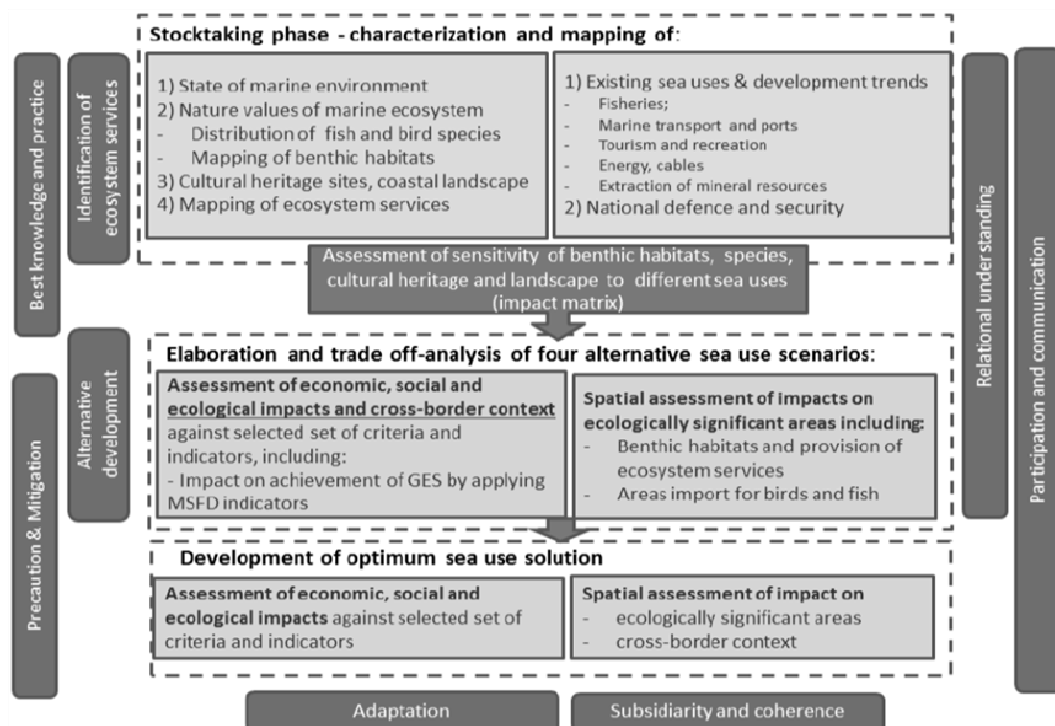 Stocktaking phase - characterization and mapping of:
Best knowledge and practice
Identification of
ecosystem services
1) State of marine environment
2) Nature values of marine ecosystem
- Distribution of fish and bird species
- Mapping of benthic habitats
3) Cultural heritage sites, coastal landscape
4) Mapping of ecosystem services
1) Existing sea uses & development trends
- Fisheries;
- Marine transport and ports
- Tourism and recreation
- Energy, cables
- Extraction of mineral resources
2) National defence and security
Assessment of sensitivity of benthic habitats, species,
cultural heritage and landscape to different sea uses
(impact matrix)
Relational understanding
Participation and communication
Precaution & Mitigation
Alternative
development
Elaboration and trade off-analysis of four alternative sea use scenarios:
Assessment of economic, social and
ecological impacts and cross-border context
against selected set of criteria and
indicators, including:
- Impact on achievement of GES by applying
MSFD indicators
Spatial assessment of impacts on
ecologically significant areas including:
- Benthic habitats and provision of
ecosystem services
- Areas import for birds and fish
Development of optimum sea use solution
Assessment of economic, social and
ecological impacts against selected set of
criteria and indicators
Spatial assessment of impact on
- ecologically significant areas
- cross-border context
Adaptation
Subsidiarity and coherence